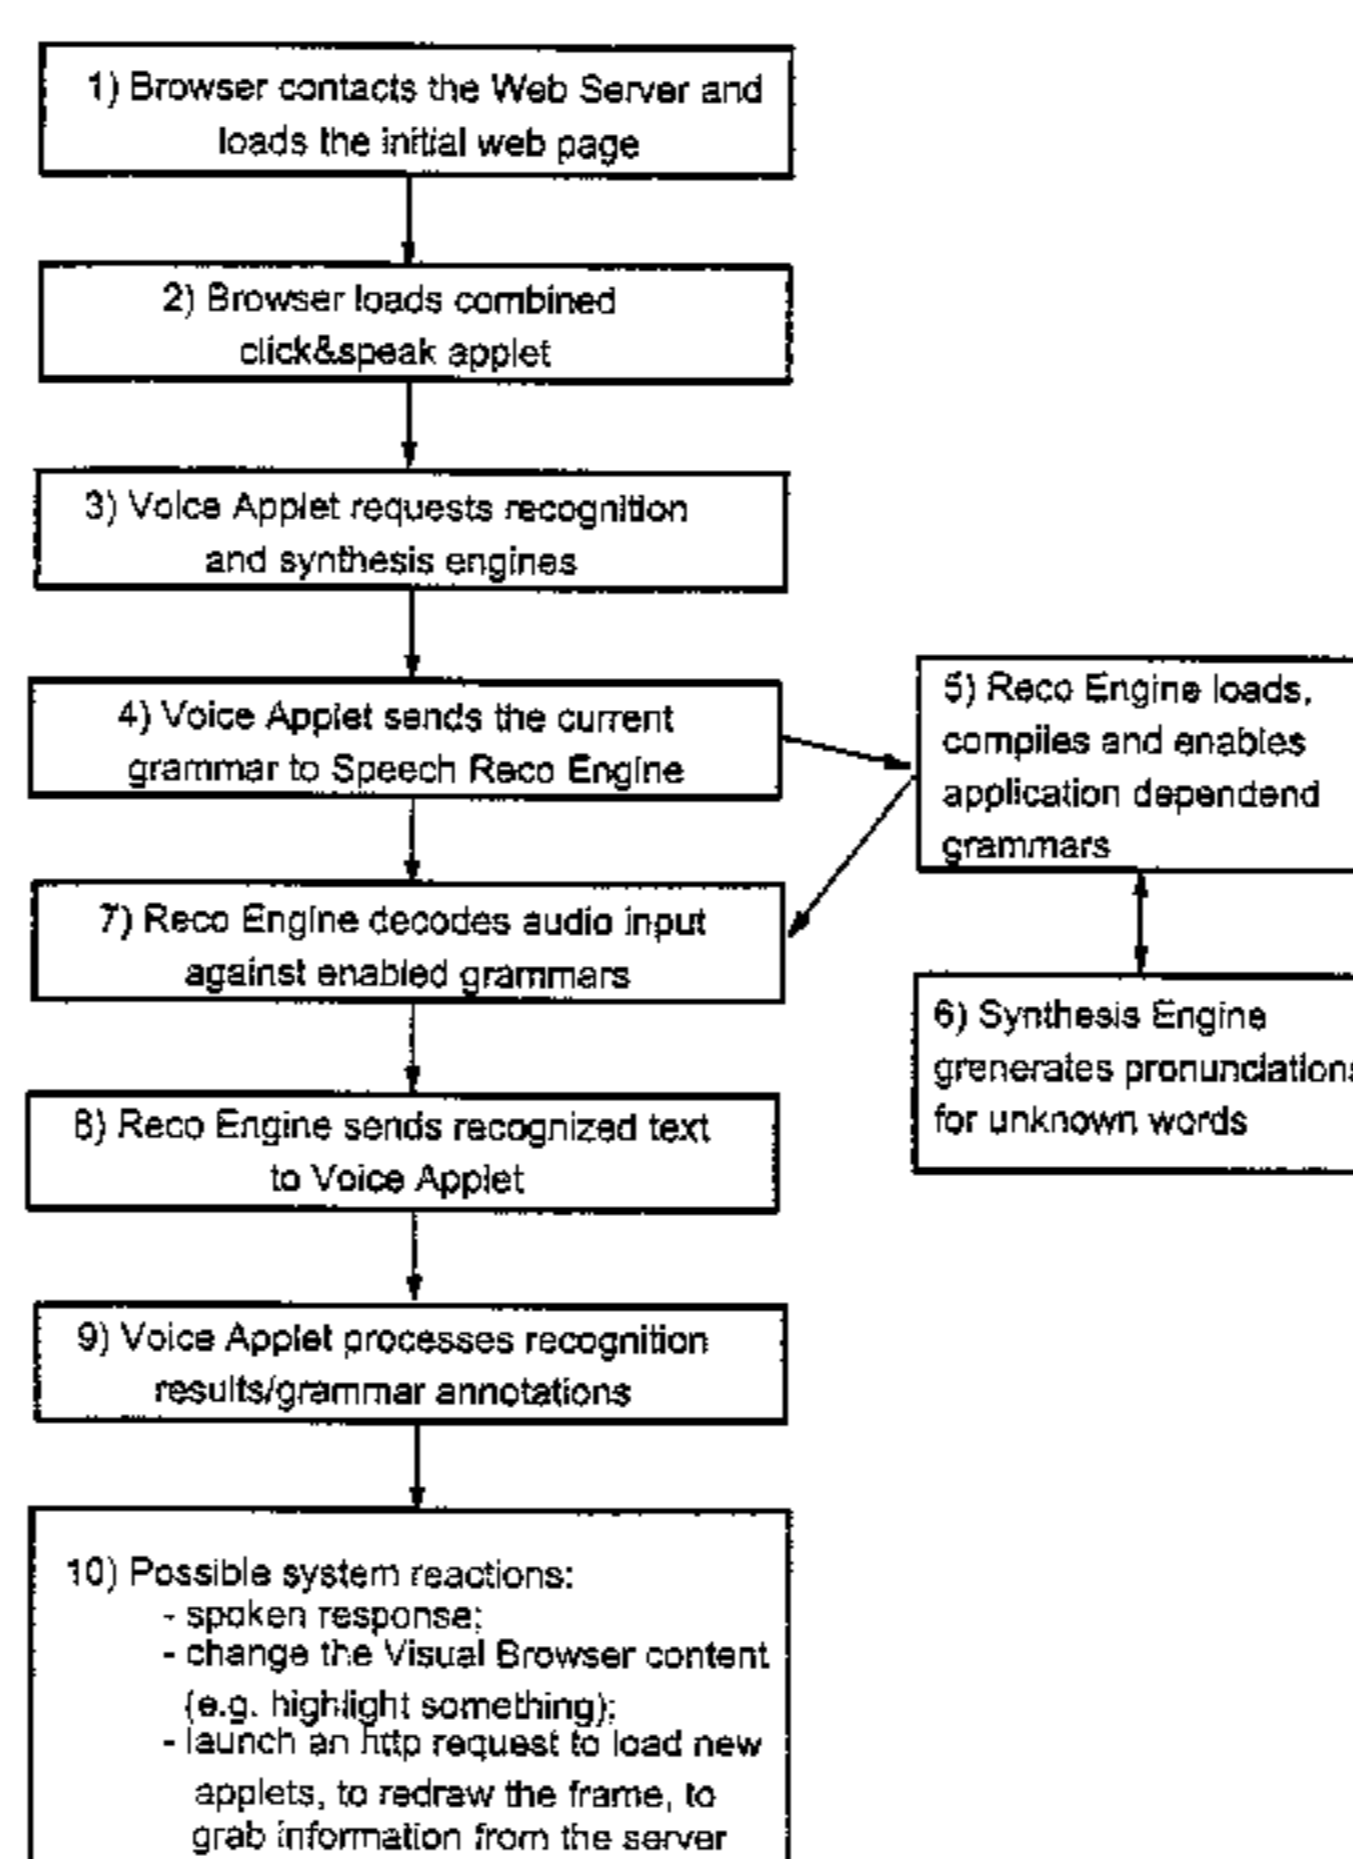 1) Browser contacts the Web Server and
loads the initial web page
2) Browser loads combined
click&speak applet
3) Voice Applet requests recognition
and synthesis engines
4) Voice Applet sends the current
grammar to Speech Reco Engine
5) Reco Engine loads,
compiles and enables
application dependend
grammars
6) Synthesis Engine
grenerates pronunciations
for unknown words
7) Reco Engine decodes audio input
against enabled grammars
8) Reco Engine sends recognized text
to Voice Applet
9) Voice Applet processes recognition
results/grammar annotations
10) Possible system reactions:
- spoken response;
- change the Visual Browser content
(e.g. highlight something);
- launch an http request to load new
applets, to redraw the frame, to
grab information from the server